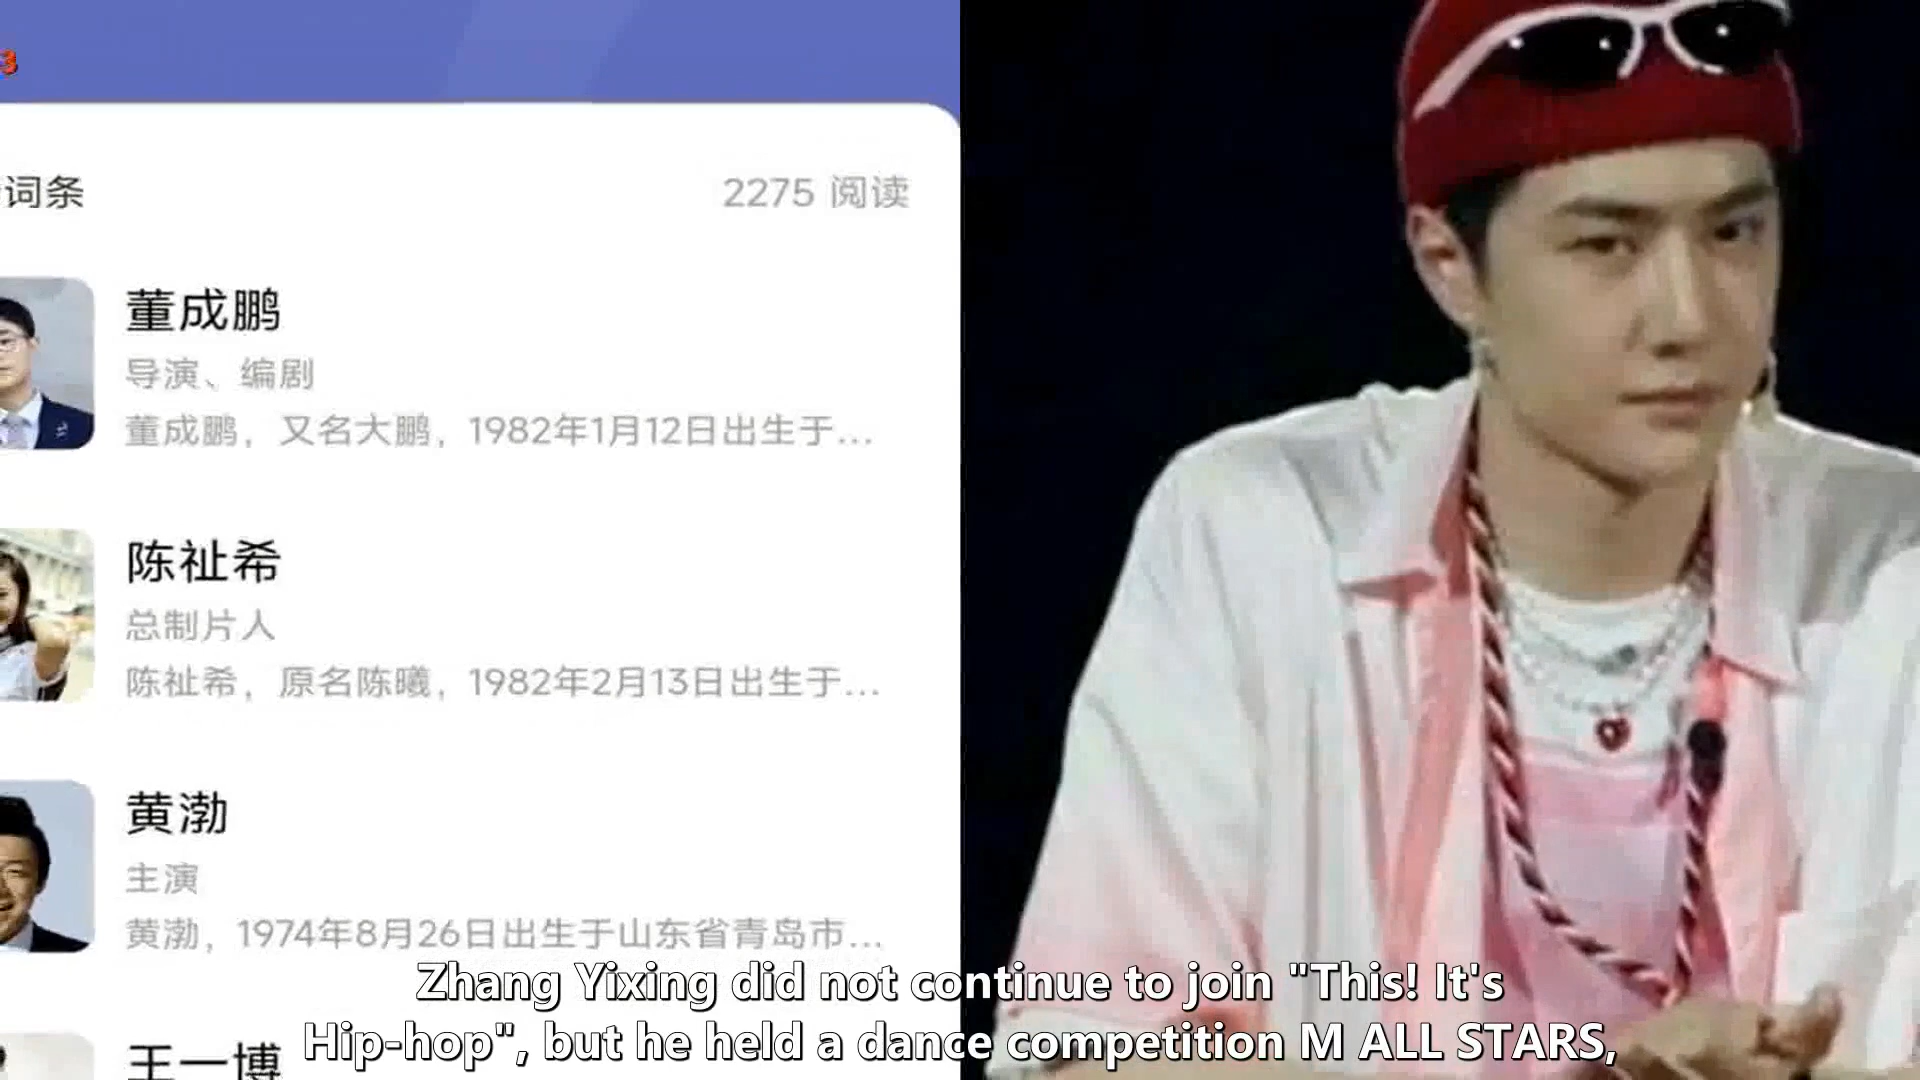 3
词条
2275 阅读
董成鹏
导演、编剧
董成鹏，又名大鹏，1982年1月12日出生于...
陈祉希
总制片人
陈祉希，原名陈曦，1982年2月13日出生于...
黄渤
主演
黄渤，1974年8月26日出生于山东省青岛市...
王一博
Zhang Yixing did not continue to join "This! It's
Hip-hop", but he held a dance competition M ALL STARS,